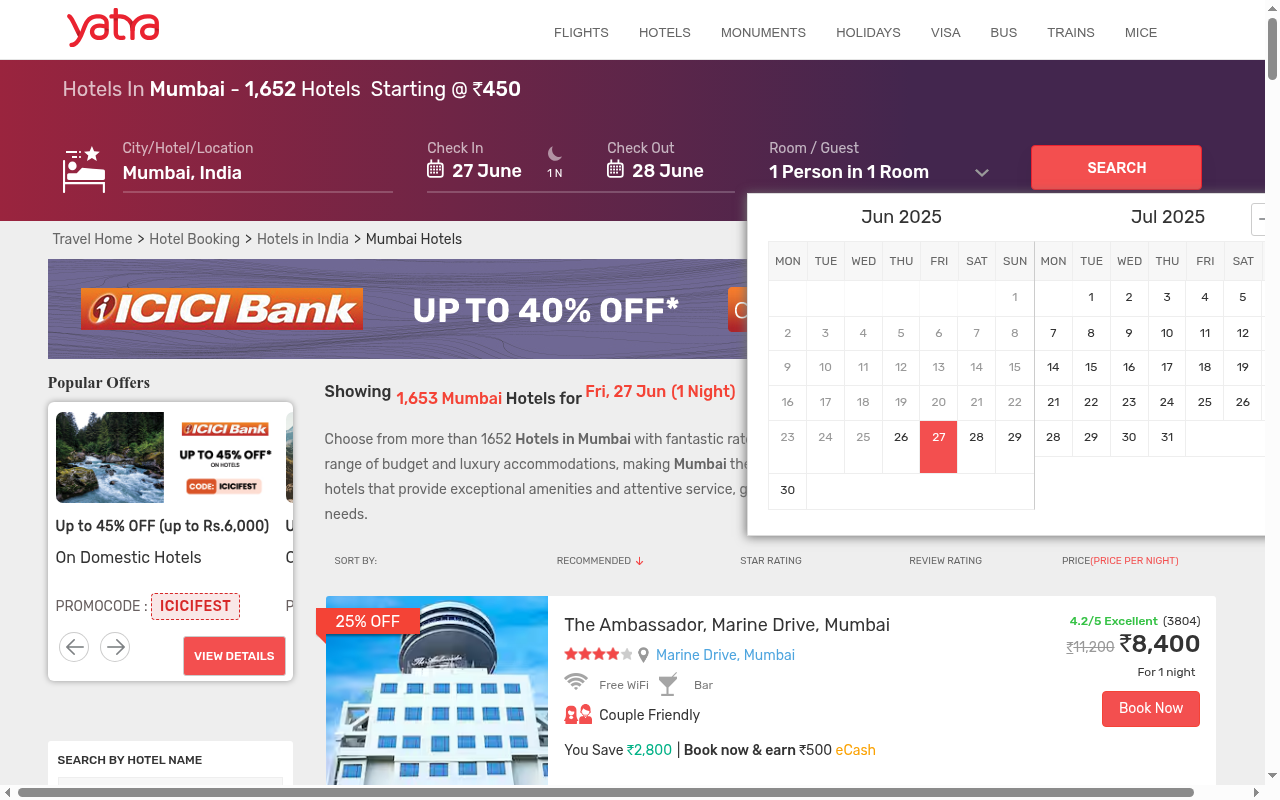 yatra
FLIGHTS HOTELS MONUMENTS HOLIDAYS VISA BUS TRAINS MICE
Hotels In Mumbai - 1,652 Hotels Starting @ ₹450
City/Hotel/Location Check In Check Out Room / Guest
Mumbai, India 27 June 1 N 28 June 1 Person in 1 Room SEARCH
Jun 2025 Jul 2025
Travel Home > Hotel Booking > Hotels in India > Mumbai Hotels
MON TUE WED THU FRI SAT SUN MON TUE WED THU FRI SAT
1 1 2 3 4 5
2 3 4 5 6 7 8 7 8 9 10 11 12
9 10 11 12 13 14 15 14 15 16 17 18 19
16 17 18 19 20 21 22 21 22 23 24 25 26
23 24 25 26 27 28 29 28 29 30 31
30
ICICI Bank UP TO 40% OFF*
Popular Offers
ICICI Bank
UP TO 45% OFF*
ON HOTELS
CODE: ICICIFEST
Up to 45% OFF (up to Rs.6,000)
On Domestic Hotels
PROMOCODE : ICICIFEST
VIEW DETAILS
SEARCH BY HOTEL NAME
Showing 1,653 Mumbai Hotels for Fri, 27 Jun (1 Night)
Choose from more than 1652 Hotels in Mumbai with fantastic
range of budget and luxury accommodations, making Mumbai
hotels that provide exceptional amenities and attentive service,
needs.
SORT BY: RECOMMENDED STAR RATING REVIEW RATING PRICE(PRICE PER NIGHT)
25% OFF
The Ambassador, Marine Drive, Mumbai
Marine Drive, Mumbai
Free WiFi Bar
Couple Friendly
You Save ₹2,800 | Book now & earn ₹500 eCash
4.2/5 Excellent (3804)
₹11,200 ₹8,400
For 1 night
Book Now